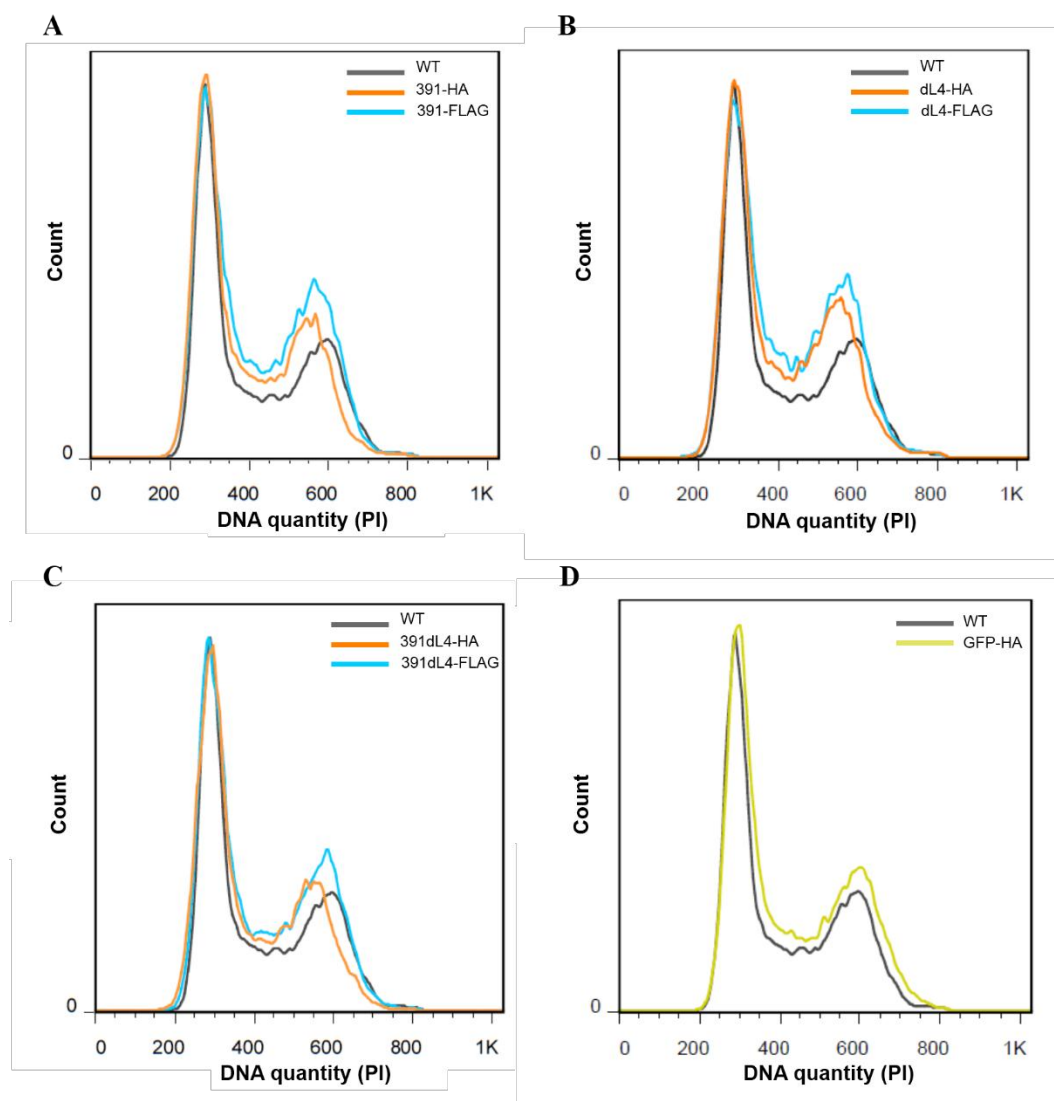 A
WT
391-HA
391-FLAG
Count
0
0 200 400 600 800 1K
DNA quantity (PI)
B
WT
dL4-HA
dL4-FLAG
Count
0
0 200 400 600 800 1K
DNA quantity (PI)
C
WT
391dL4-HA
391dL4-FLAG
Count
0
0 200 400 600 800 1K
DNA quantity (PI)
D
WT
GFP-HA
Count
0
0 200 400 600 800 1K
DNA quantity (PI)